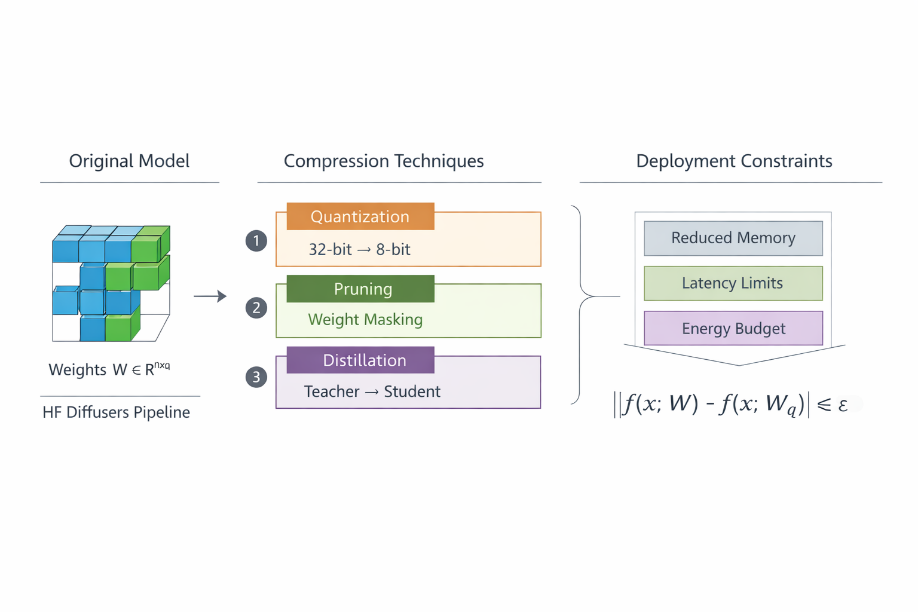 Original Model
Weights W ∈ Rⁿˣq
HF Diffusers Pipeline
Compression Techniques
1
Quantization
32-bit → 8-bit
2
Pruning
Weight Masking
3
Distillation
Teacher → Student
Deployment Constraints
Reduced Memory
Latency Limits
Energy Budget
||f(x; W) – f(x; W_q)| ⩽ ε